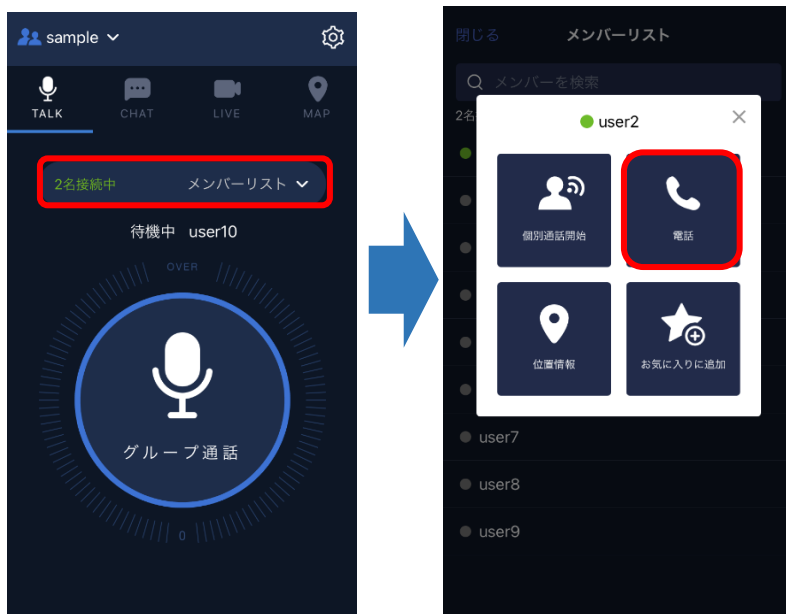 sample
TALK
CHAT
LIVE
MAP
2名接続中 メンバーリスト
待機中 user10
OVER
グループ通話
0
閉じる メンバーリスト
メンバーを検索
2名
user2
個別通話開始
電話
位置情報
お気に入りに追加
user7
user8
user9